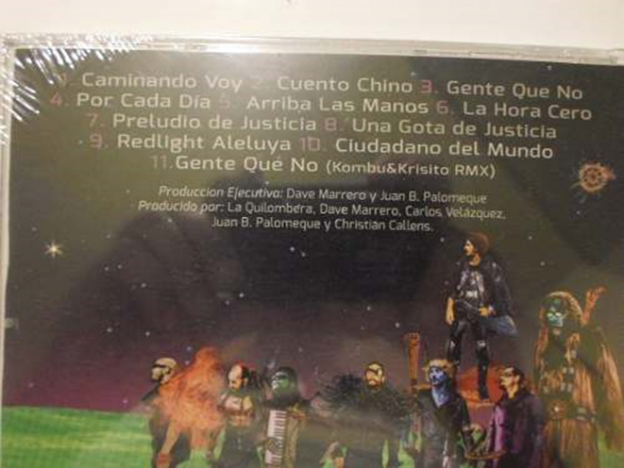 1. Caminando Voy 2. Cuento Chino 3. Gente Que No
4. Por Cada Día 5. Arriba Las Manos 6. La Hora Cero
7. Preludio de Justicia 8. Una Gota de Justicia
9. Redlight Aleluya 10. Ciudadano del Mundo
11. Gente Que No (Kombu&Krisito RMX)
Produccion Ejecutiva: Dave Marrero y Juan B. Palomeque
Producido por: La Quilombera, Dave Marrero, Carlos Velázquez,
Juan B. Palomeque y Christian Callens.